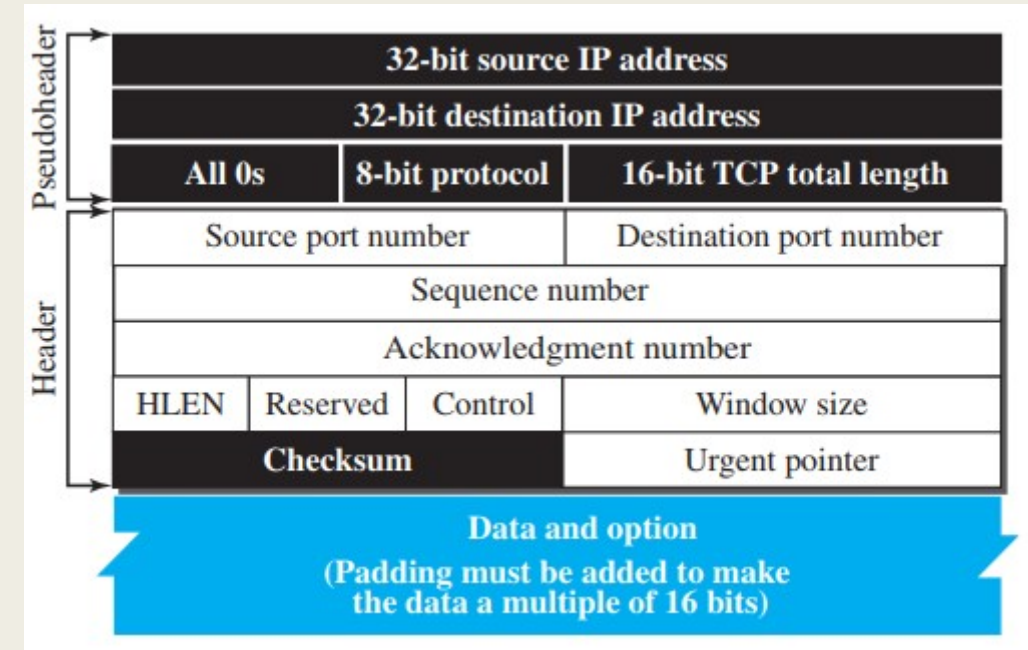 Pseudoheader
32-bit source IP address
32-bit destination IP address
All 0s 8-bit protocol 16-bit TCP total length
Header
Source port number Destination port number
Sequence number
Acknowledgment number
HLEN Reserved Control Window size
Checksum Urgent pointer
Data and option
(Padding must be added to make
the data a multiple of 16 bits)